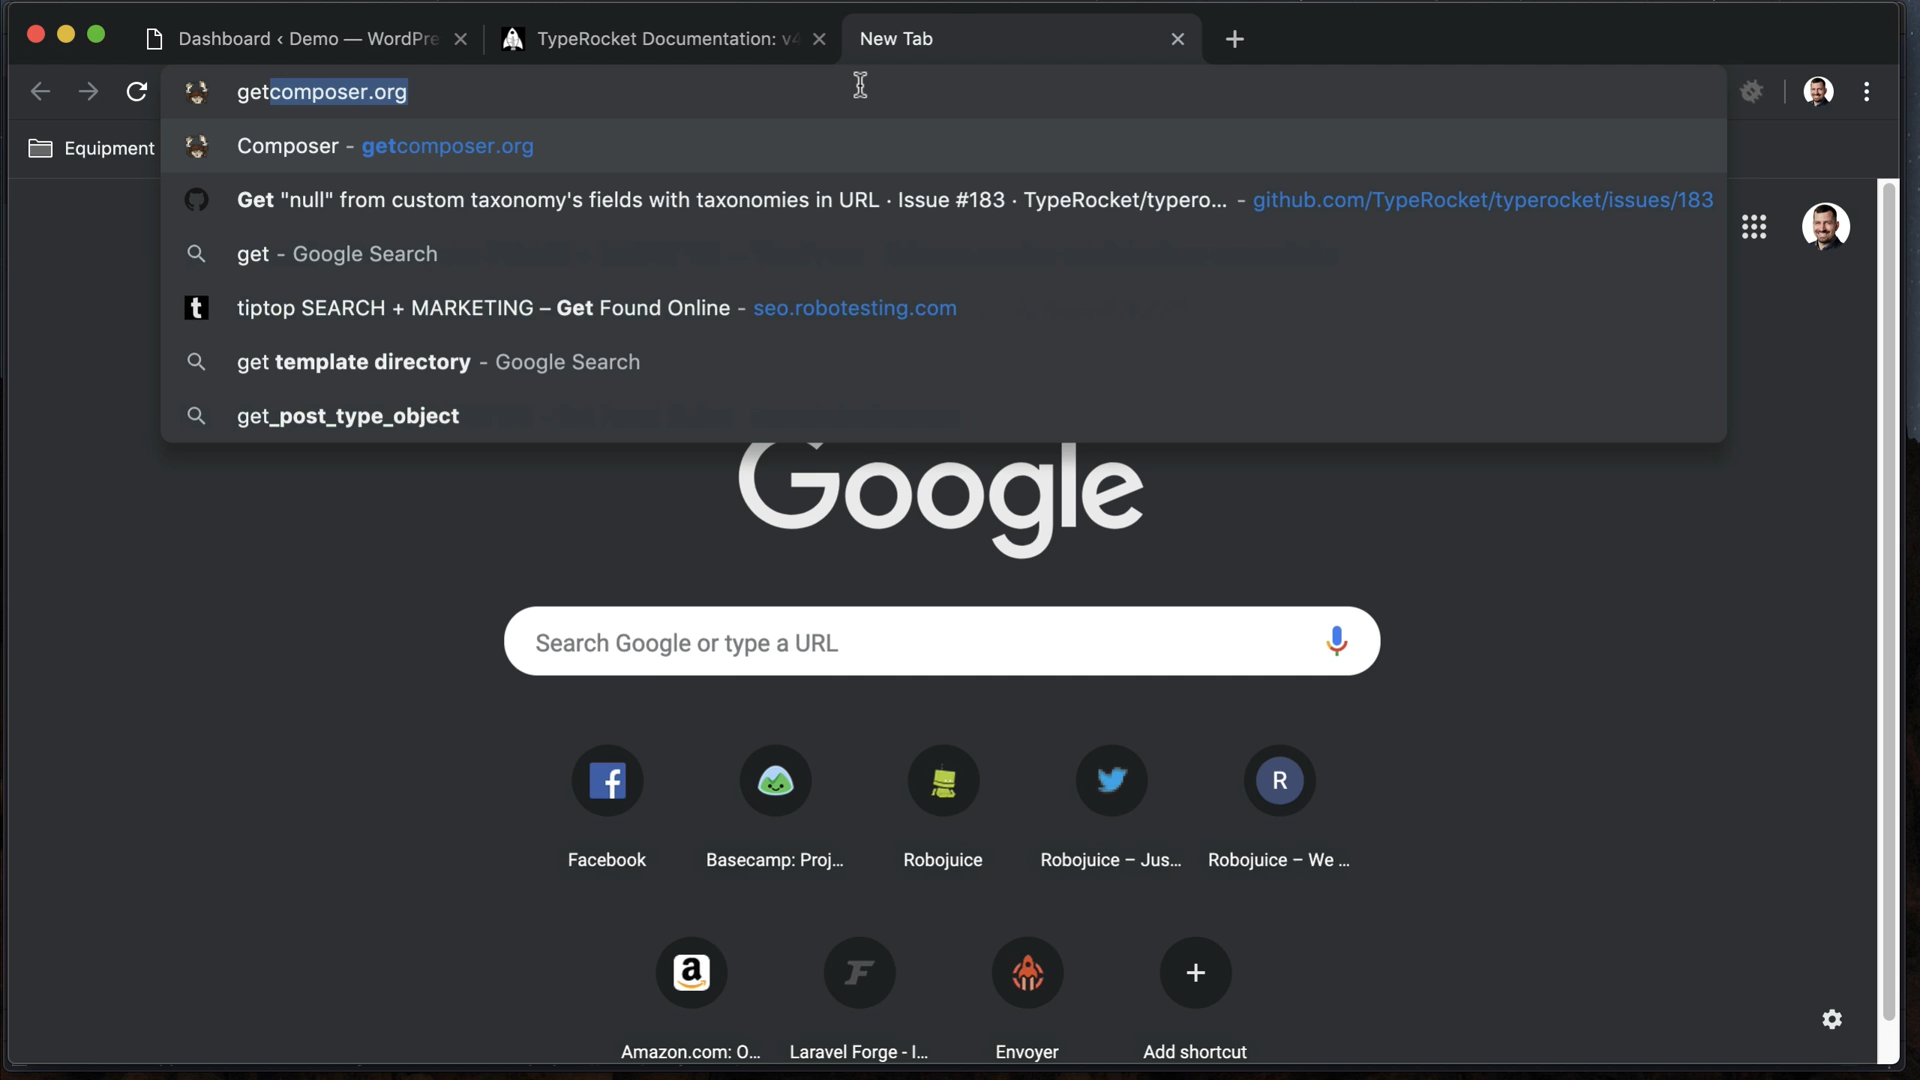 Dashboard ‹ Demo — WordPre
TypeRocket Documentation: v4
New Tab
getcomposer.org
Equipment
Composer - getcomposer.org
Get "null" from custom taxonomy's fields with taxonomies in URL · Issue #183 · TypeRocket/typero... - github.com/TypeRocket/typerocket/issues/183
get - Google Search
t
tiptop SEARCH + MARKETING – Get Found Online - seo.robotesting.com
get template directory - Google Search
get_post_type_object
Google
Search Google or type a URL
R
Facebook
Basecamp: Proj...
Robojuice
Robojuice – Jus...
Robojuice – We ...
Amazon.com: O...
Laravel Forge - I...
Envoyer
Add shortcut